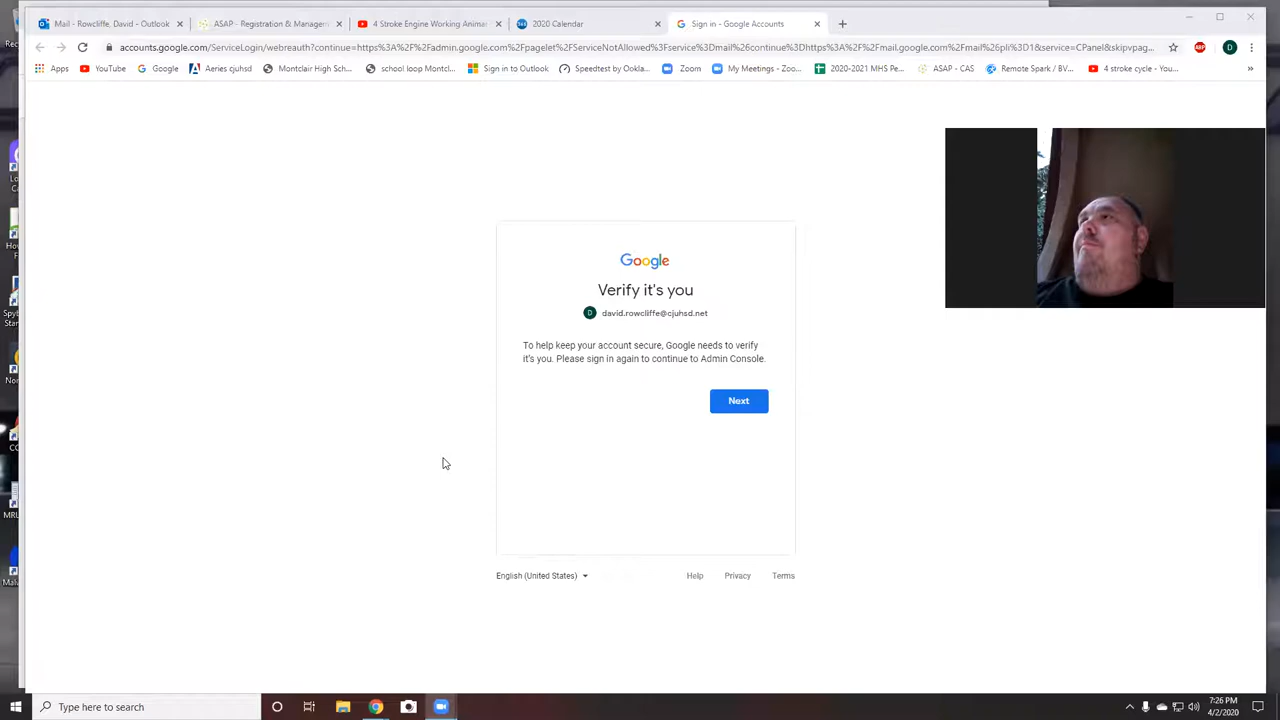 Mail - Rowcliffe, David - Outlook
ASAP - Registration & Managem
4 Stroke Engine Working Animat
2020 Calendar
Sign in - Google Accounts
accounts.google.com/ServiceLogin/webreauth?continue=https%3A%2F%2Fadmin.google.com%2Fpagelet%2FServiceNotAllowed%3Fservice%3Dmail%26continue%3Dhttps%3A%2F%2Fmail.google.com%2Fmail%26pli%3D1&service=CPanel&skipvpag...
D
Apps
YouTube
Google
Aeries cjuhsd
Montclair High Sch...
school loop Montcl...
Sign in to Outlook
Speedtest by Ookla...
Zoom
My Meetings - Zoo...
2020-2021 MHS Pe...
ASAP - CAS
Remote Spark / BV...
4 stroke cycle - You...
»
Google
Verify it's you
D david.rowcliffe@cjuhsd.net
To help keep your account secure, Google needs to verify
it's you. Please sign in again to continue to Admin Console.
Next
English (United States)
Help
Privacy
Terms
Type here to search
7:26 PM
4/2/2020